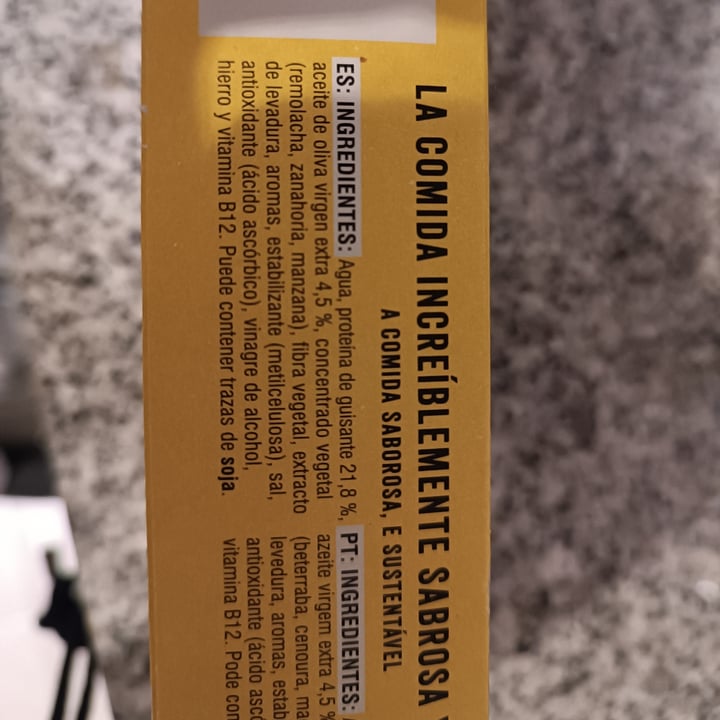 LA COMIDA INCREÍBLEMENTE SABROSA
A COMIDA SABOROSA, E SUSTENTÁVEL
ES: INGREDIENTES: Agua, proteína de guisante 21,8 %,
aceite de oliva virgen extra 4,5 %, concentrado vegetal
(remolacha, zanahoria, manzana), fibra vegetal, extracto
de levadura, aromas, estabilizante (metilcelulosa), sal,
antioxidante (ácido ascórbico), vinagre de alcohol,
hierro y vitamina B12. Puede contener trazas de soja.
PT: INGREDIENTES:
azeite virgem extra 4,5 %
(beterraba, cenoura,
levedura, aromas,
antioxidante (ácido
vitamina B12. Pode